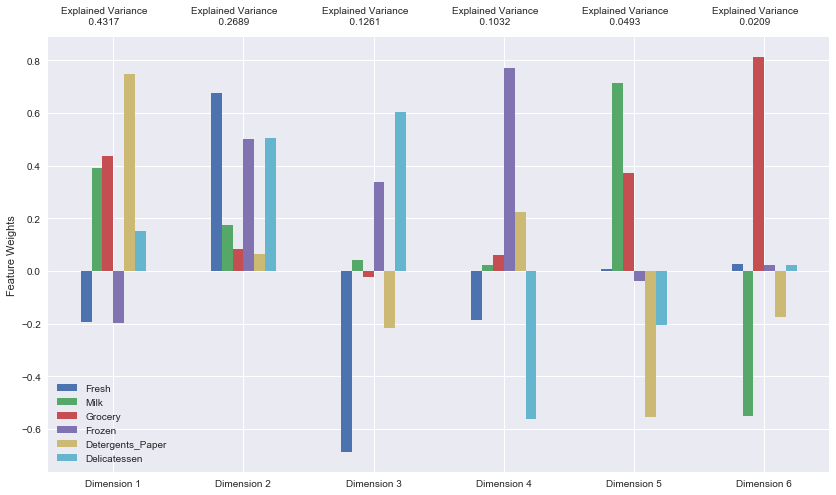 Explained Variance Explained Variance Explained Variance Explained Variance Explained Variance Explained Variance
0.4317 0.2689 0.1261 0.1032 0.0493 0.0209
0.8
0.6
0.4
0.2
0.0
−0.2
−0.4
−0.6
Feature Weights
Fresh
Milk
Grocery
Frozen
Detergents_Paper
Delicatessen
Dimension 1 Dimension 2 Dimension 3 Dimension 4 Dimension 5 Dimension 6